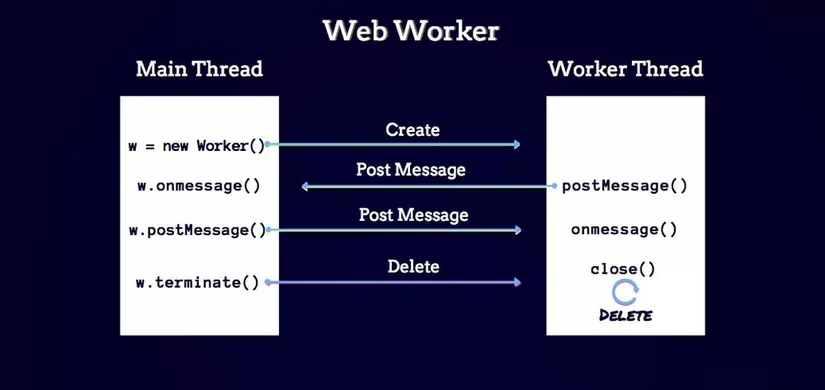 Web Worker
Main Thread
Worker Thread
w = new Worker()
Create
w.onmessage()
Post Message
postMessage()
w.postMessage()
Post Message
onmessage()
w.terminate()
Delete
close()
DELETE